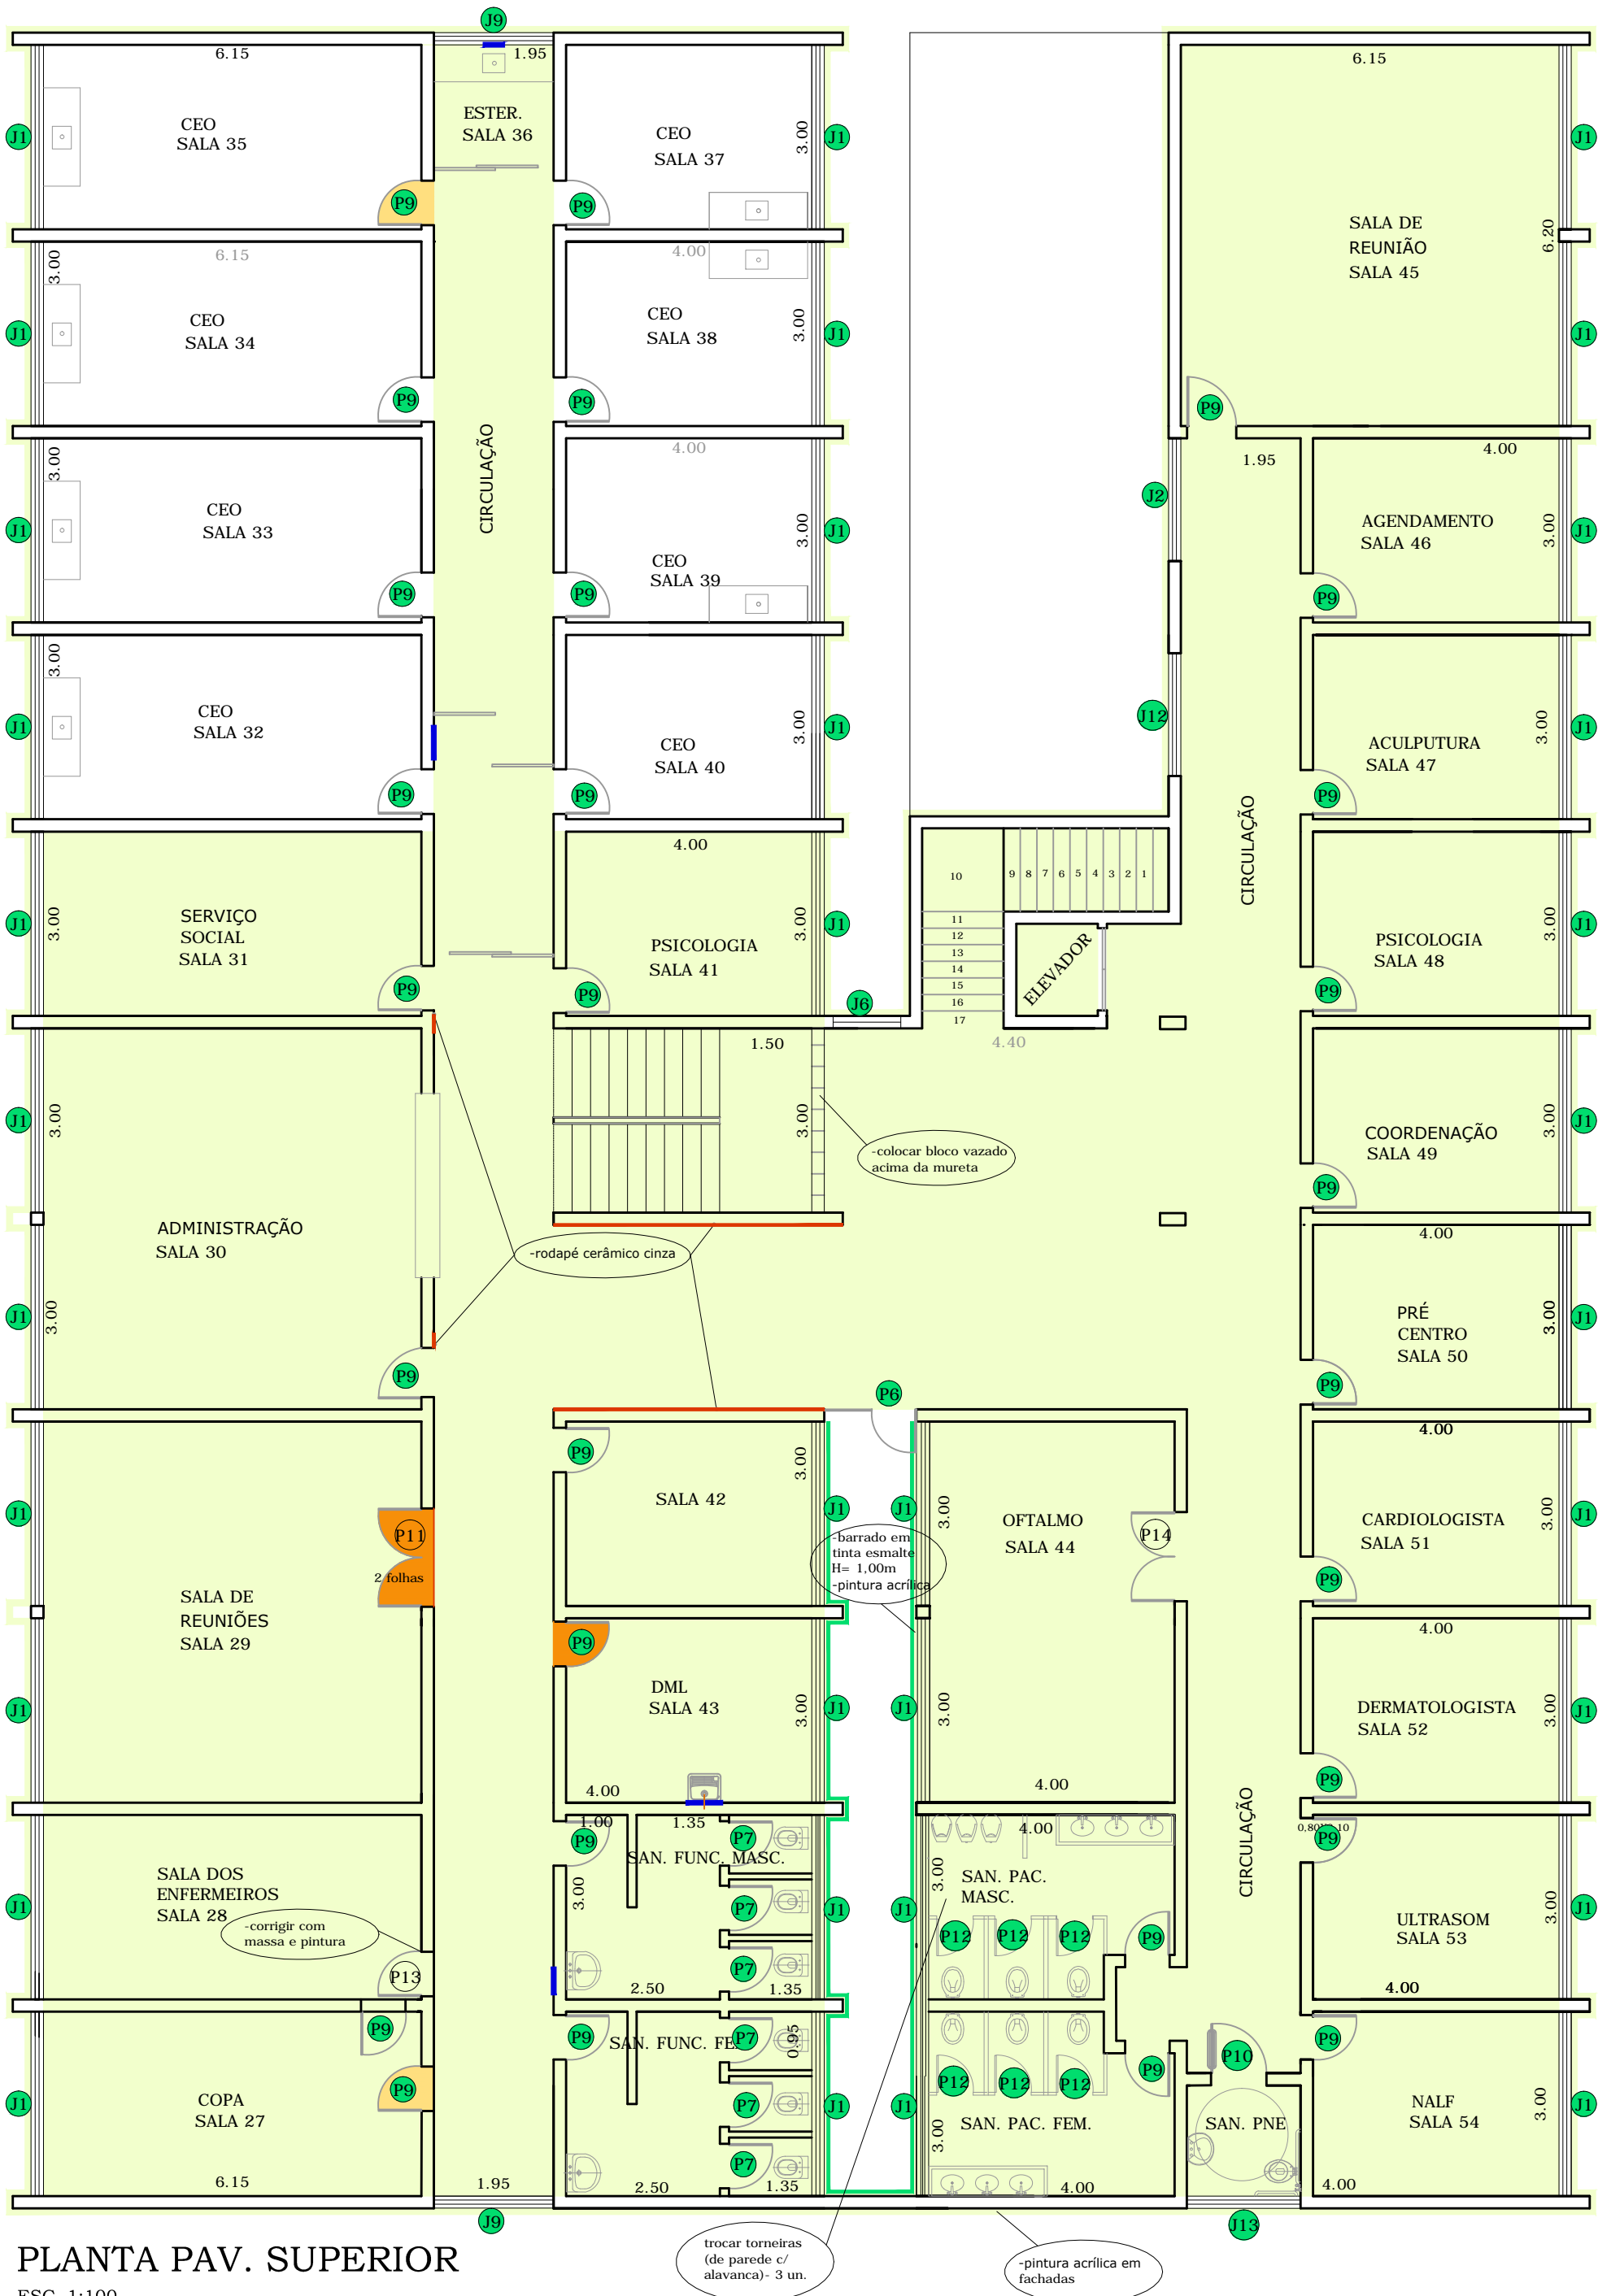 J9
6.15
1.95
6.15
ESTER.
SALA 36
CEO
SALA 35
CEO
SALA 37
3.00
J1
J1
J1
P9
P9
SALA DE
REUNIÃO
SALA 45
6.20
6.15
3.00
4.00
CEO
SALA 34
CEO
SALA 38
3.00
J1
J1
J1
P9
P9
P9
CIRCULAÇÃO
3.00
4.00
1.95
4.00
J2
CEO
SALA 33
CEO
SALA 39
3.00
AGENDAMENTO
SALA 46
3.00
J1
J1
J1
P9
P9
P9
3.00
CEO
SALA 32
CEO
SALA 40
3.00
J12
ACULPUTURA
SALA 47
3.00
J1
J1
J1
P9
P9
P9
CIRCULAÇÃO
4.00
10
9
8
7
6
5
4
3
2
1
11
12
13
14
15
16
17
ELEVADOR
SERVIÇO
SOCIAL
SALA 31
3.00
PSICOLOGIA
SALA 41
3.00
PSICOLOGIA
SALA 48
3.00
J1
J1
J1
P9
P9
P9
J6
1.50
4.40
3.00
3.00
-colocar bloco vazado
acima da mureta
COORDENAÇÃO
SALA 49
3.00
J1
J1
P9
ADMINISTRAÇÃO
SALA 30
-rodapé cerâmico cinza
4.00
3.00
PRÉ
CENTRO
SALA 50
3.00
J1
J1
P9
P6
P9
4.00
P9
3.00
SALA 42
J1
J1
J1
3.00
OFTALMO
SALA 44
P14
CARDIOLOGISTA
SALA 51
3.00
J1
P9
P11
2 folhas
-barrado em
tinta esmalte
H= 1,00m
-pintura acrílica
SALA DE
REUNIÕES
SALA 29
P9
4.00
DML
SALA 43
3.00
J1
J1
J1
3.00
DERMATOLOGISTA
SALA 52
3.00
J1
P9
4.00
4.00
CIRCULAÇÃO
1.00
1.35
4.00
P9
P7
P9
SAN. FUNC. MASC.
SALA DOS
ENFERMEIROS
SALA 28
3.00
3.00
SAN. PAC.
MASC.
J1
P7
J1
J1
ULTRASOM
SALA 53
3.00
J1
-corrigir com
massa e pintura
P12
P12
P12
P9
P13
P7
2.50
1.35
4.00
P9
P9
SAN. FUNC. FE
P7
0.95
P9
P10
P9
P9
P12
P12
P12
COPA
SALA 27
J1
P7
J1
J1
SAN. PAC. FEM.
SAN. PNE
NALF
SALA 54
3.00
J1
3.00
P7
6.15
1.95
2.50
1.35
4.00
4.00
J9
J13
trocar torneiras
(de parede c/
alavanca)- 3 un.
-pintura acrílica em
fachadas
PLANTA PAV. SUPERIOR